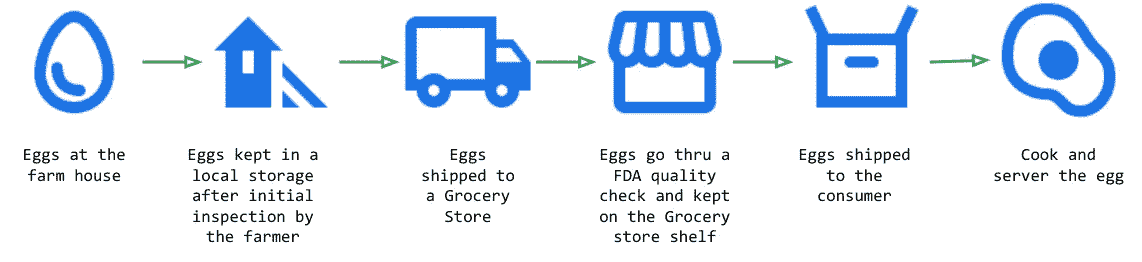 Eggs at the
farm house
Eggs kept in a
local storage
after initial
inspection by
the farmer
Eggs
shipped to
a Grocery
Store
Eggs go thru a
FDA quality
check and kept
on the Grocery
store shelf
Eggs shipped
to the
consumer
Cook and
server the egg